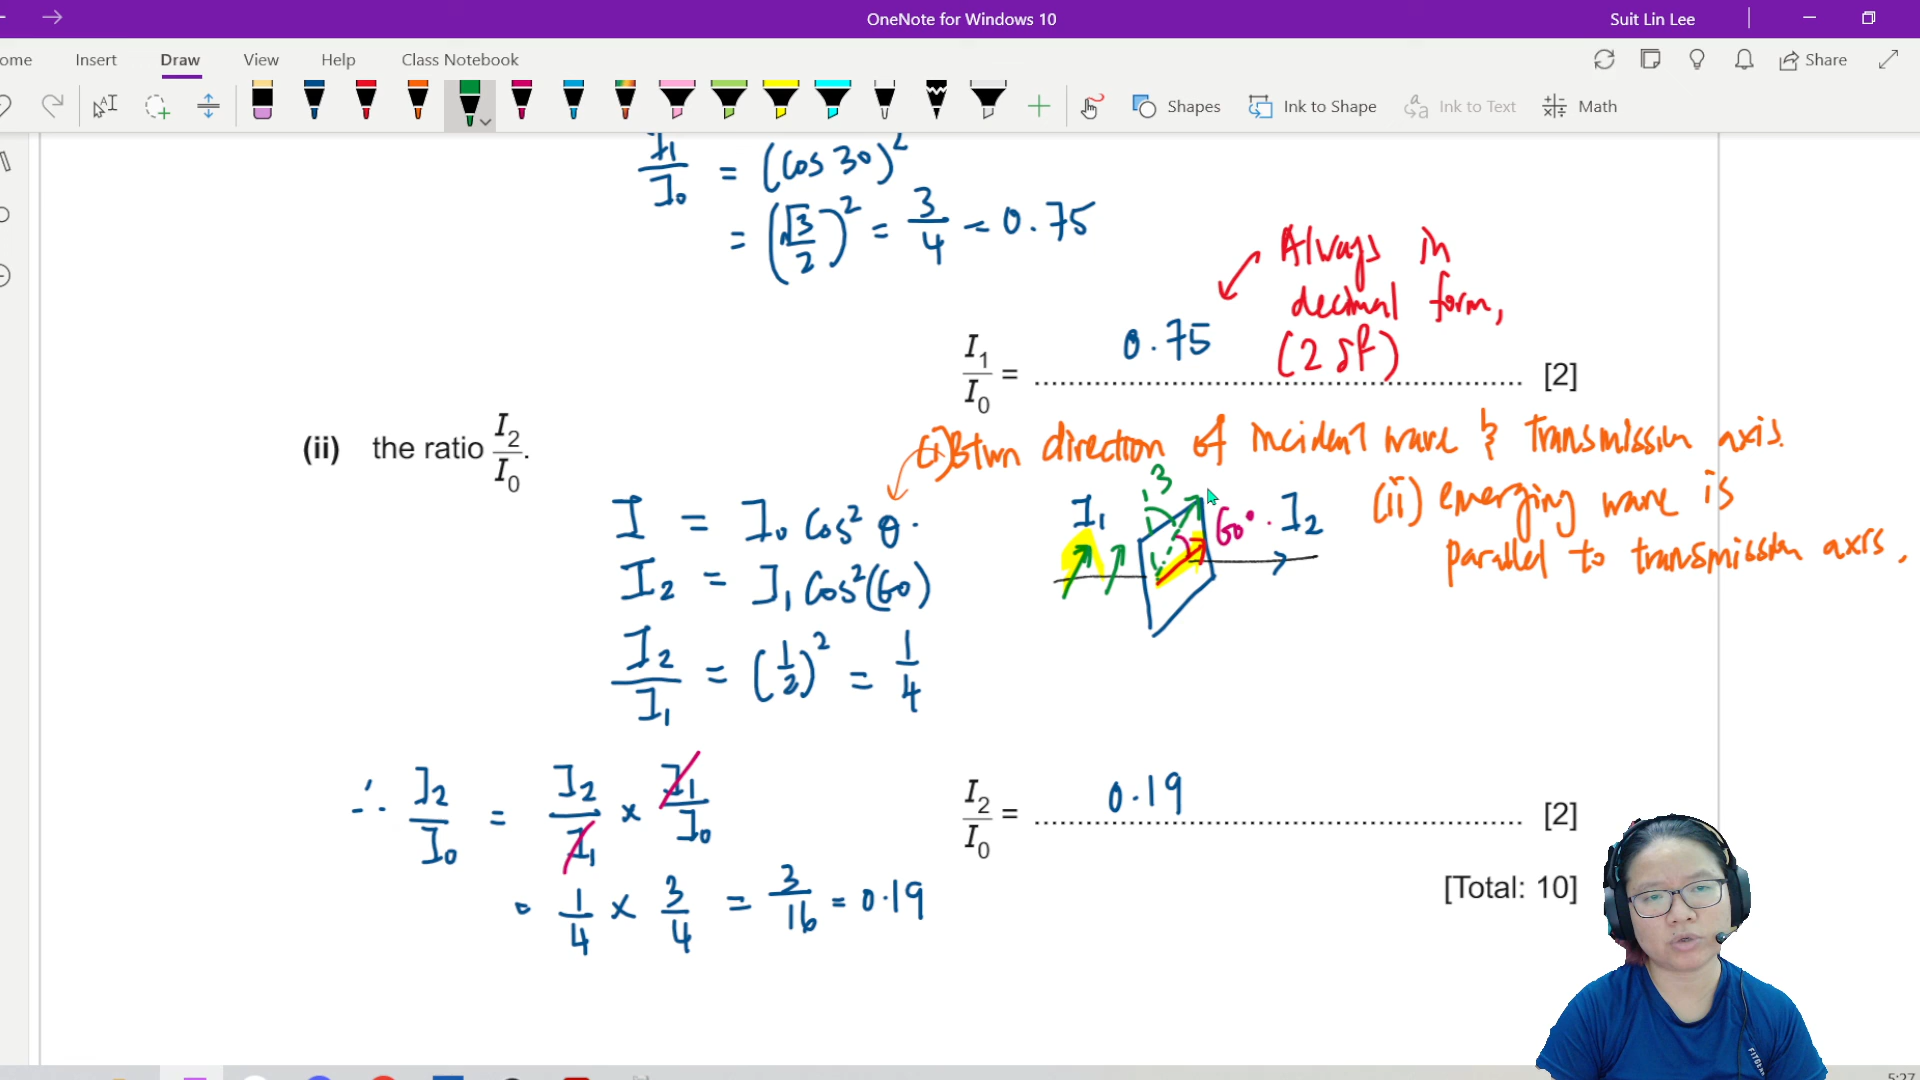 OneNote for Windows 10
Suit Lin Lee
ome Insert Draw View Help Class Notebook
Share
Shapes Ink to Shape Ink to Text Math
I₁/I₀ = (cos 30)²
= (√3/2)² = 3/4 = 0.75
Always in
decimal form,
(2 sf)
I₁/I₀ = 0.75 [2]
(ii) the ratio I₂/I₀.
(i) Btwn direction of incident wave & transmission axis.
(ii) emerging wave is
parallel to transmission axis.
I₁ 3 60°. I₂
I = I₀ cos² θ.
I₂ = I₁ cos²(60)
I₂/I₁ = (1/2)² = 1/4
∴ I₂/I₀ = I₂/I₁ × I₁/I₀
= 1/4 × 3/4 = 3/16 = 0.19
I₂/I₀ = 0.19 [2]
[Total: 10]
5:27